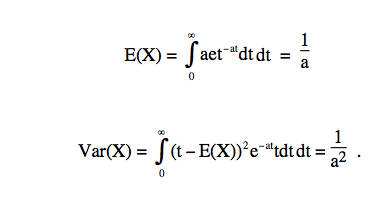 E(X) = ∫₀^∞ aet^{-at}dt dt = 1/a
Var(X) = ∫₀^∞ (t – E(X))²e^{-at}tdt dt = 1/a² .